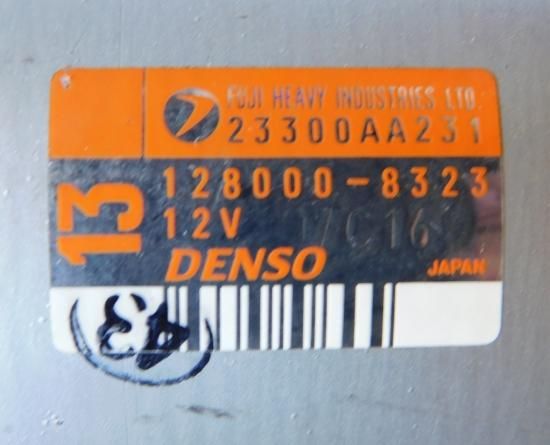 FUJI HEAVY INDUSTRIES LTD.
23300AA231
13
128000-8323
12V
DENSO
JAPAN